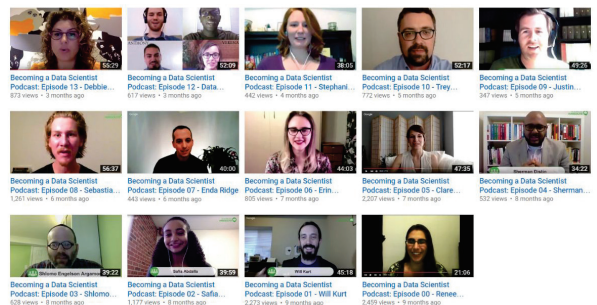 56:29
52:09
38:05
52:17
49:26
Becoming a Data Scientist
Podcast: Episode 13 - Debbie...
873 views • 3 months ago
Becoming a Data Scientist
Podcast: Episode 12 - Data...
617 views • 3 months ago
Becoming a Data Scientist
Podcast: Episode 11 - Stephani...
442 views • 4 months ago
Becoming a Data Scientist
Podcast: Episode 10 - Trey...
772 views • 5 months ago
Becoming a Data Scientist
Podcast: Episode 09 - Justin...
347 views • 5 months ago
56:37
40:00
44:03
47:35
34:22
Becoming a Data Scientist
Podcast: Episode 08 - Sebastia...
1,261 views • 6 months ago
Becoming a Data Scientist
Podcast: Episode 07 - Enda Ridge
443 views • 6 months ago
Becoming a Data Scientist
Podcast: Episode 06 - Erin...
805 views • 7 months ago
Becoming a Data Scientist
Podcast: Episode 05 - Clare...
2,207 views • 7 months ago
Becoming a Data Scientist
Podcast: Episode 04 - Sherman...
532 views • 8 months ago
Shlomo Engelson Argamon
39:22
Safia Abdalla
39:59
Will Kurt
45:18
21:06
Becoming a Data Scientist
Podcast: Episode 03 - Shlomo...
628 views • 8 months ago
Becoming a Data Scientist
Podcast: Episode 02 - Safia...
1,177 views • 8 months ago
Becoming a Data Scientist
Podcast: Episode 01 - Will Kurt
2,273 views • 9 months ago
Becoming a Data Scientist
Podcast: Episode 00 - Renee...
2,459 views • 9 months ago